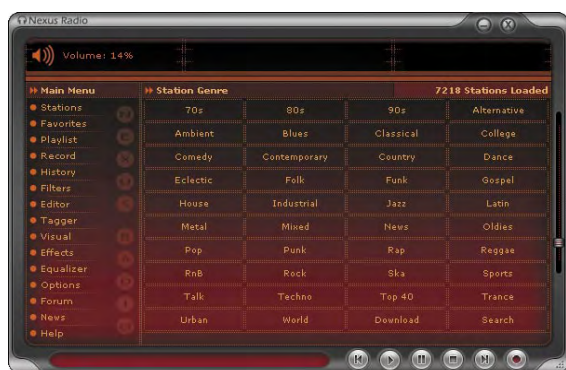 Nexus Radio
Volume: 14%
Main Menu
Station Genre
7218 Stations Loaded
Stations
Favorites
Playlist
Record
History
Filters
Editor
Tagger
Visual
Effects
Equalizer
Options
Forum
News
Help
70s 80s 90s Alternative
Ambient Blues Classical College
Comedy Contemporary Country Dance
Eclectic Folk Funk Gospel
House Industrial Jazz Latin
Metal Mixed News Oldies
Pop Punk Rap Reggae
RnB Rock Ska Sports
Talk Techno Top 40 Trance
Urban World Download Search